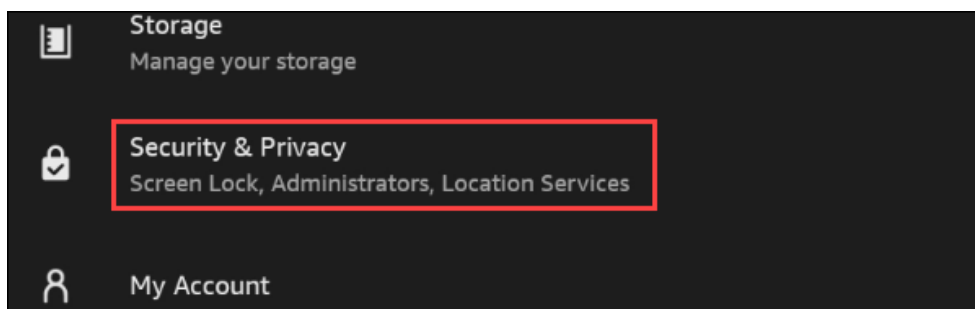 Storage
Manage your storage
Security & Privacy
Screen Lock, Administrators, Location Services
My Account